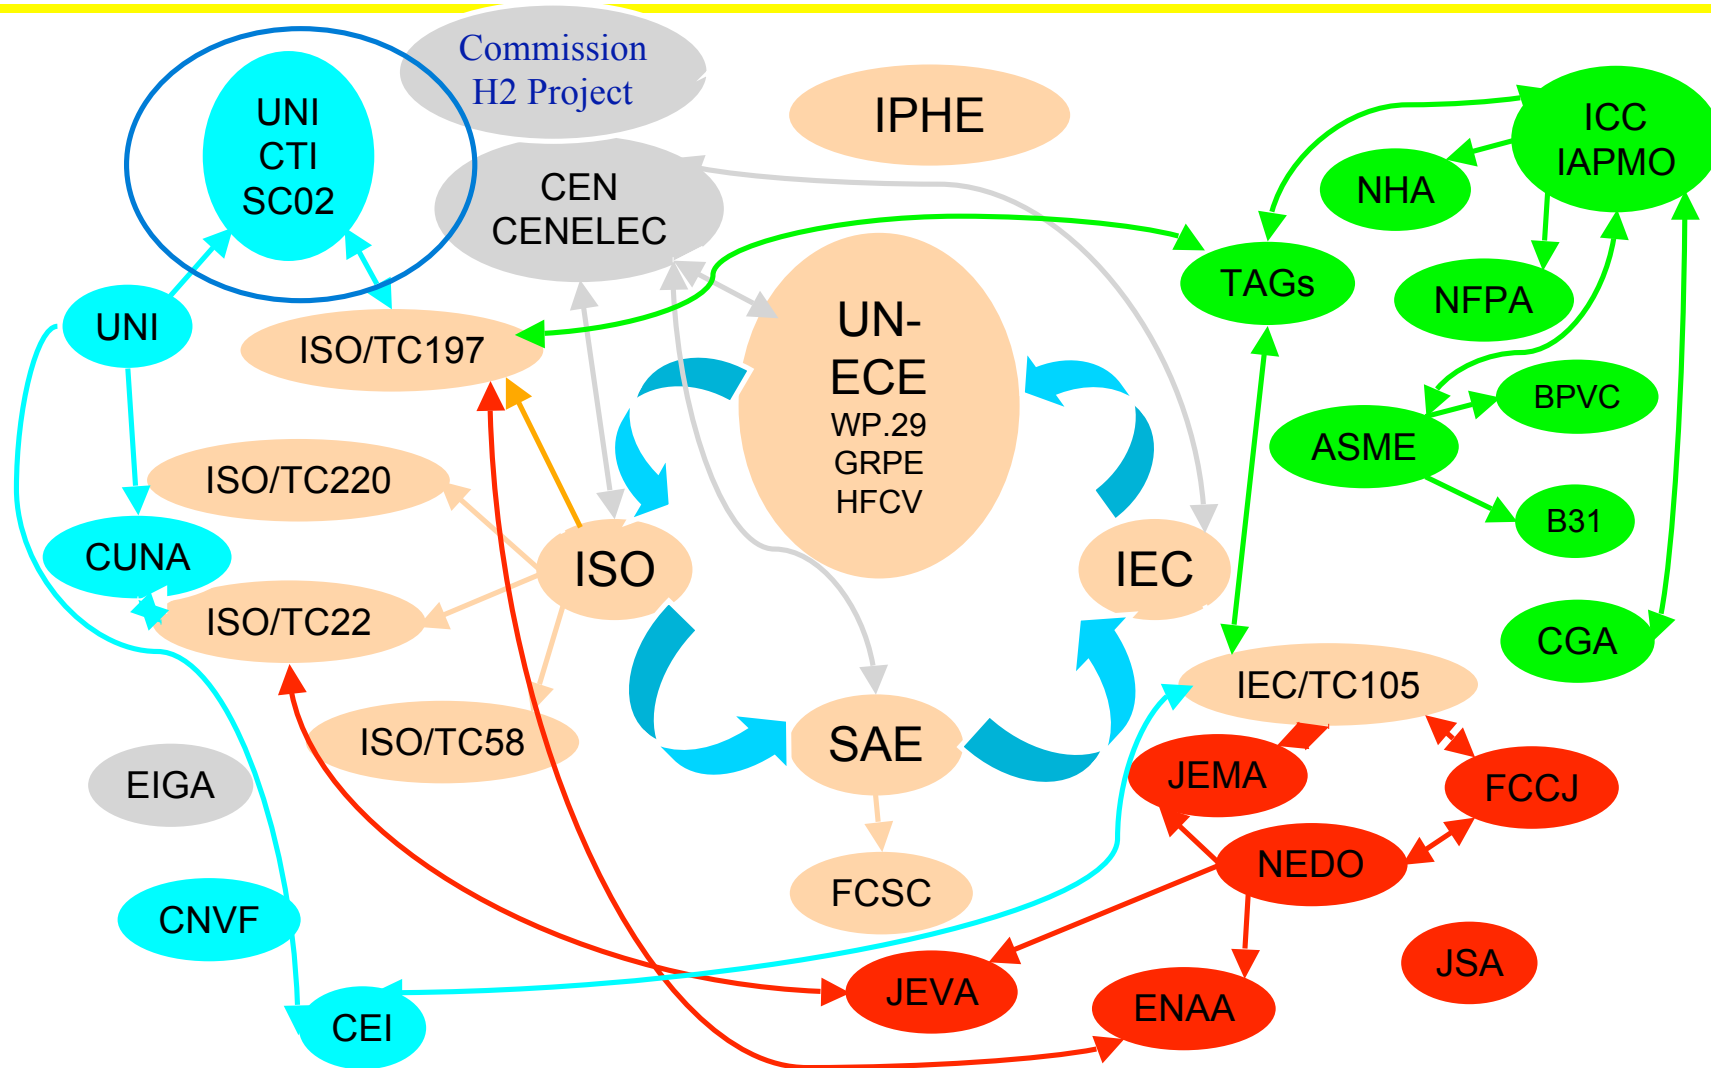 Commission
H2 Project
UNI
CTI
SC02
IPHE
ICC
IAPMO
CEN
CENELEC
NHA
TAGs
NFPA
UNI
ISO/TC197
UN-
ECE
WP.29
GRPE
HFCV
BPVC
ASME
ISO/TC220
B31
CUNA
ISO
IEC
ISO/TC22
CGA
IEC/TC105
ISO/TC58
SAE
EIGA
JEMA
FCCJ
NEDO
FCSC
CNVF
JSA
JEVA
ENAA
CEI